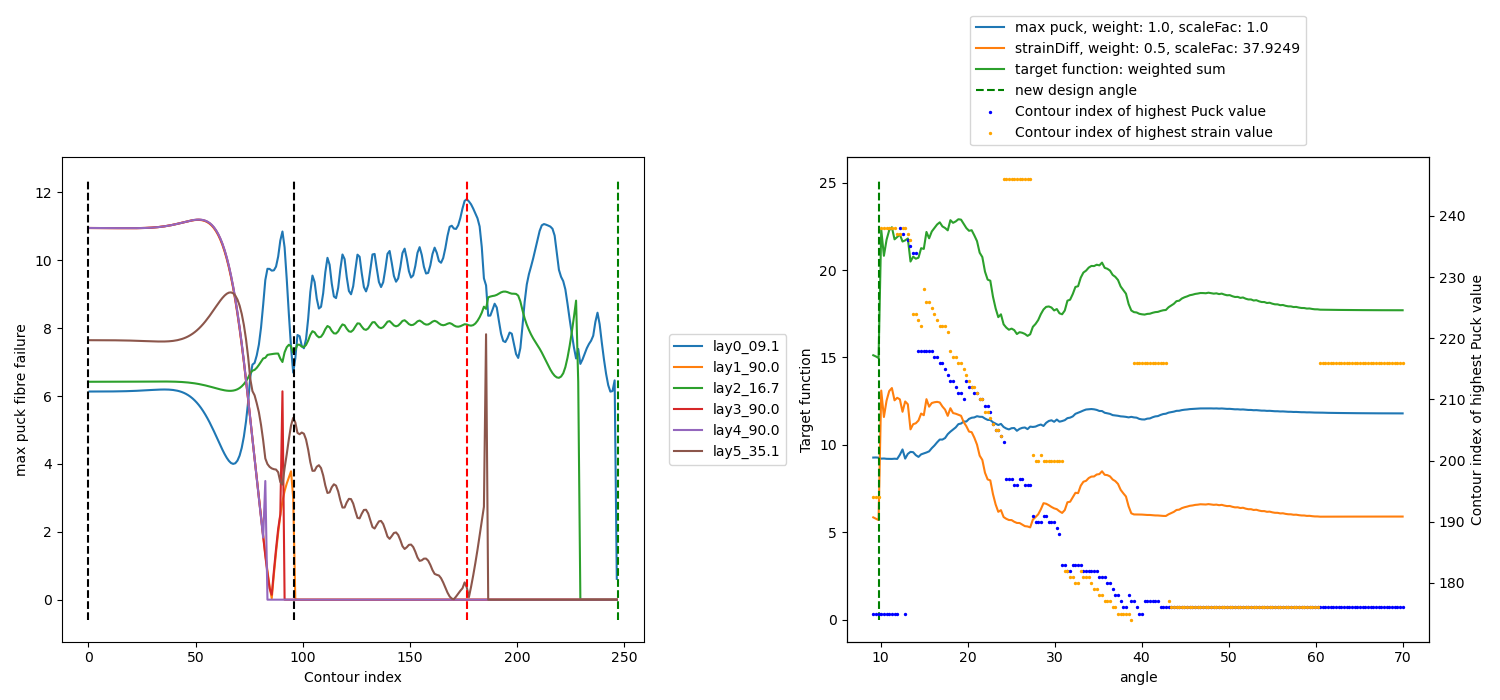 max puck, weight: 1.0, scaleFac: 1.0
strainDiff, weight: 0.5, scaleFac: 37.9249
target function: weighted sum
new design angle
Contour index of highest Puck value
Contour index of highest strain value
max puck fibre failure
12
10
8
6
4
2
0
0 50 100 150 200 250
Contour index
lay0_09.1
lay1_90.0
lay2_16.7
lay3_90.0
lay4_90.0
lay5_35.1
Target function
25
20
15
10
5
0
10 20 30 40 50 60 70
angle
240
230
220
210
200
190
180
Contour index of highest Puck value